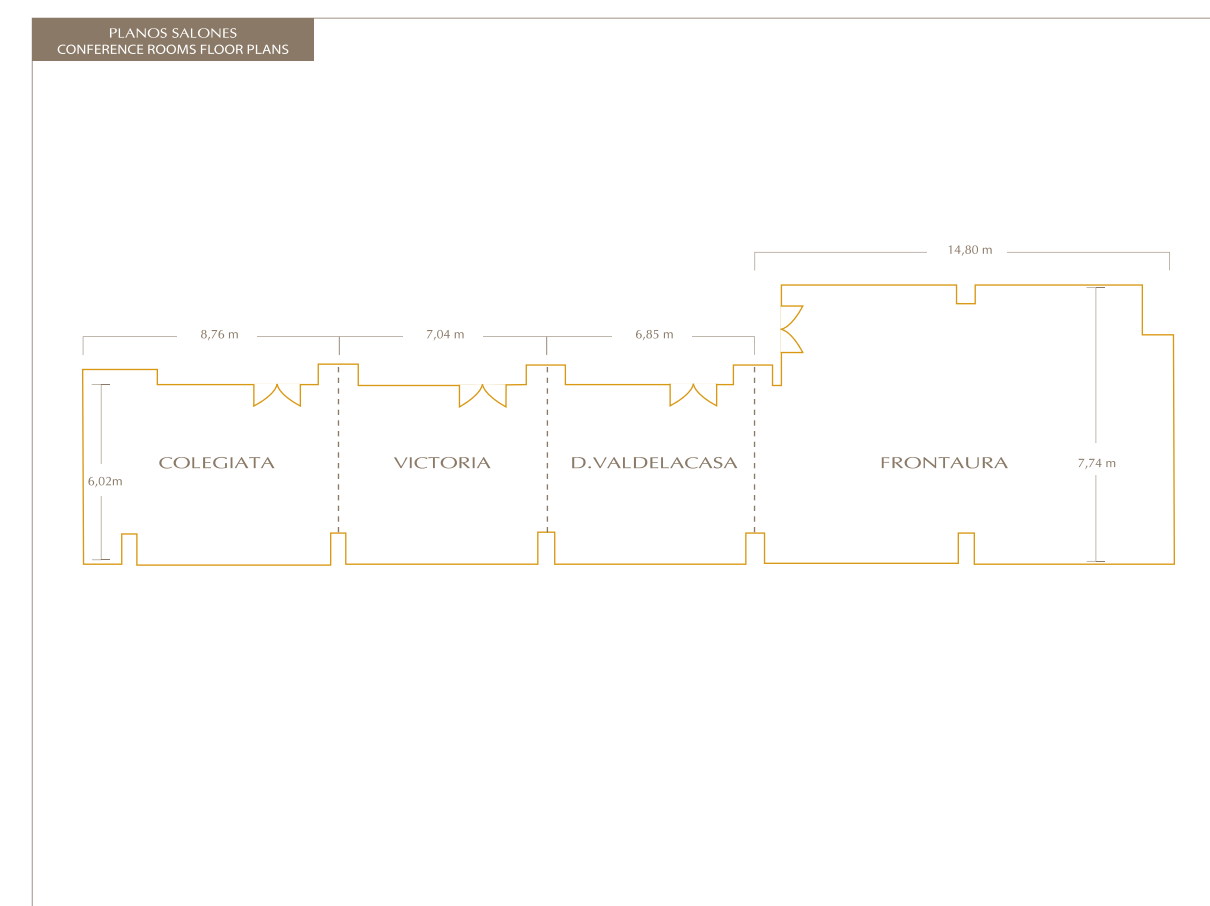 PLANOS SALONES
CONFERENCE ROOMS FLOOR PLANS
14,80 m
8,76 m
7,04 m
6,85 m
COLEGIATA
VICTORIA
D.VALDELACASA
FRONTAURA
7,74 m
6,02m